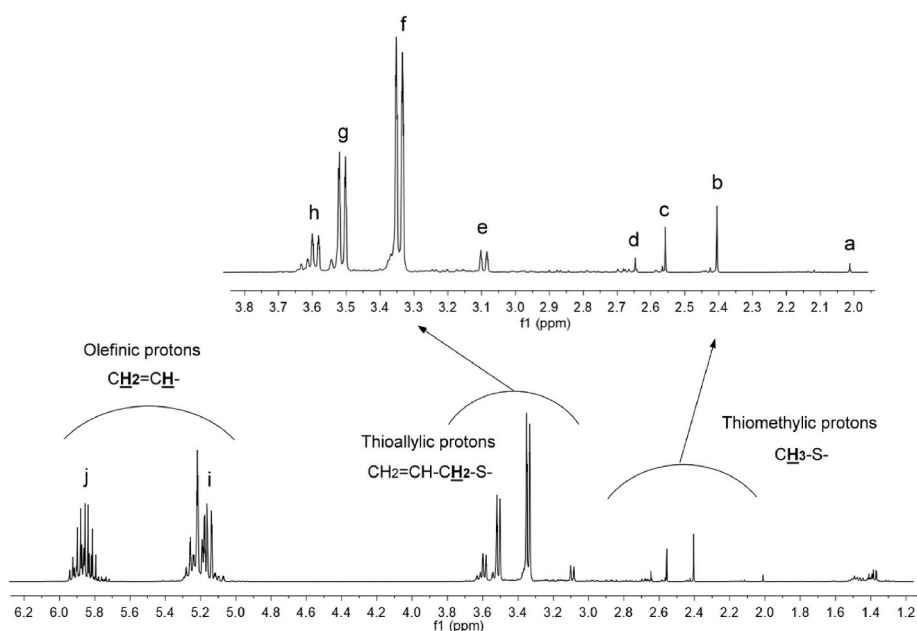 f
g
h
e
d
c
b
a
3.8 3.7 3.6 3.5 3.4 3.3 3.2 3.1 3.0 2.9 2.8 2.7 2.6 2.5 2.4 2.3 2.2 2.1 2.0
f1 (ppm)
Olefinic protons
CH2=CH-
Thioallylic protons
CH2=CH-CH2-S-
Thiomethylic protons
CH3-S-
j
i
6.2 6.0 5.8 5.6 5.4 5.2 5.0 4.8 4.6 4.4 4.2 4.0 3.8 3.6 3.4 3.2 3.0 2.8 2.6 2.4 2.2 2.0 1.8 1.6 1.4 1.2
f1 (ppm)